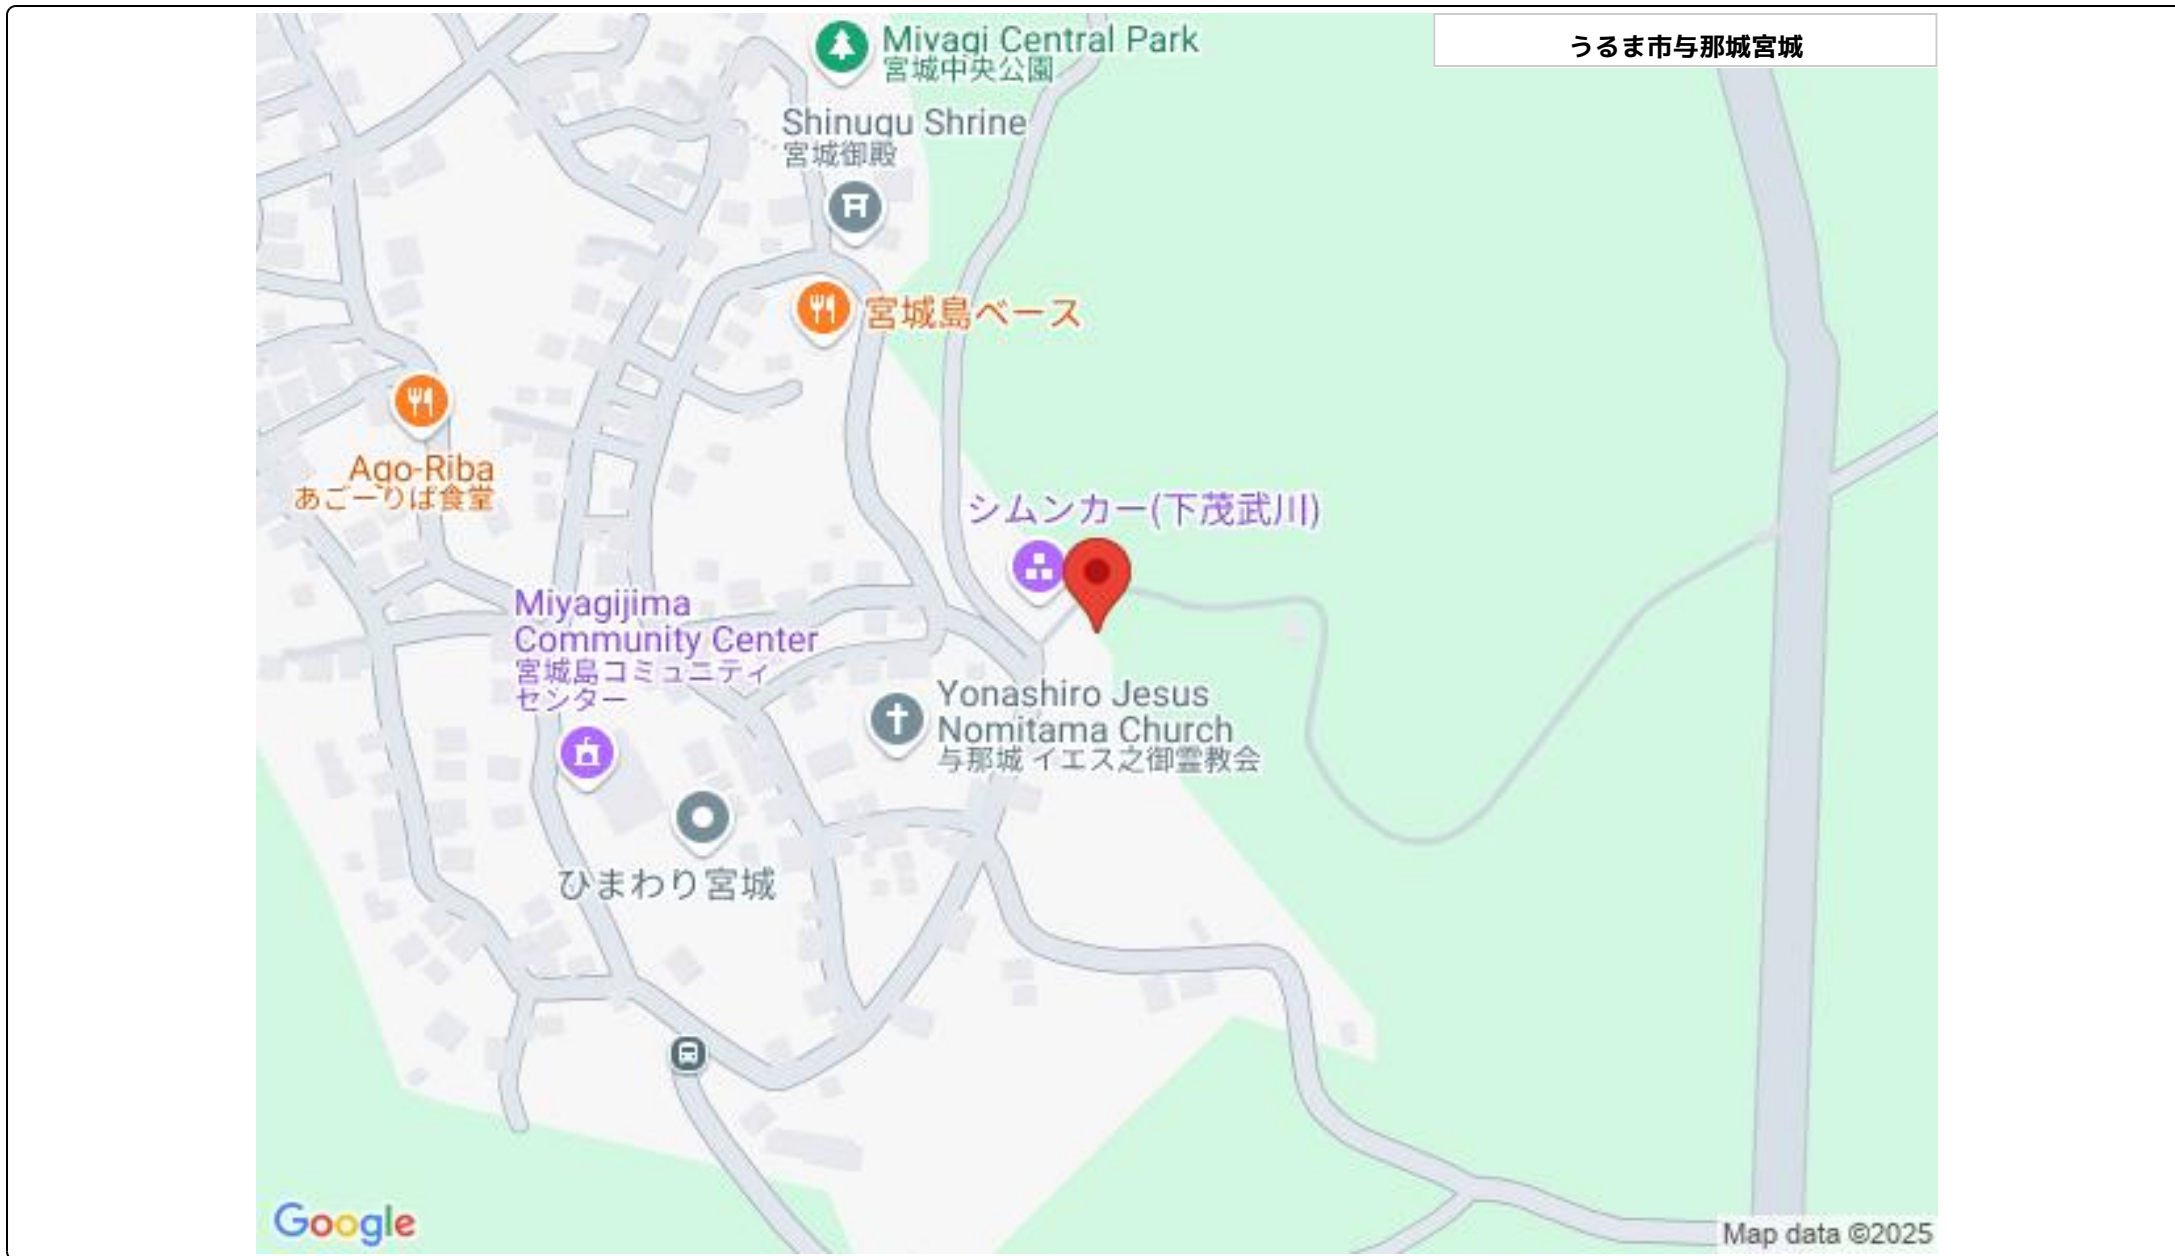 うるま市与那城宮城
Miyagi Central Park
宮城中央公園
Shinugu Shrine
宮城御殿
宮城島ベース
Ago-Riba
あごーりば食堂
シムンカー(下茂武川)
Miyagijima
Community Center
宮城島コミュニティ
センター
Yonashiro Jesus
Nomitama Church
与那城 イエス之御霊教会
ひまわり宮城
Google
Map data ©2025